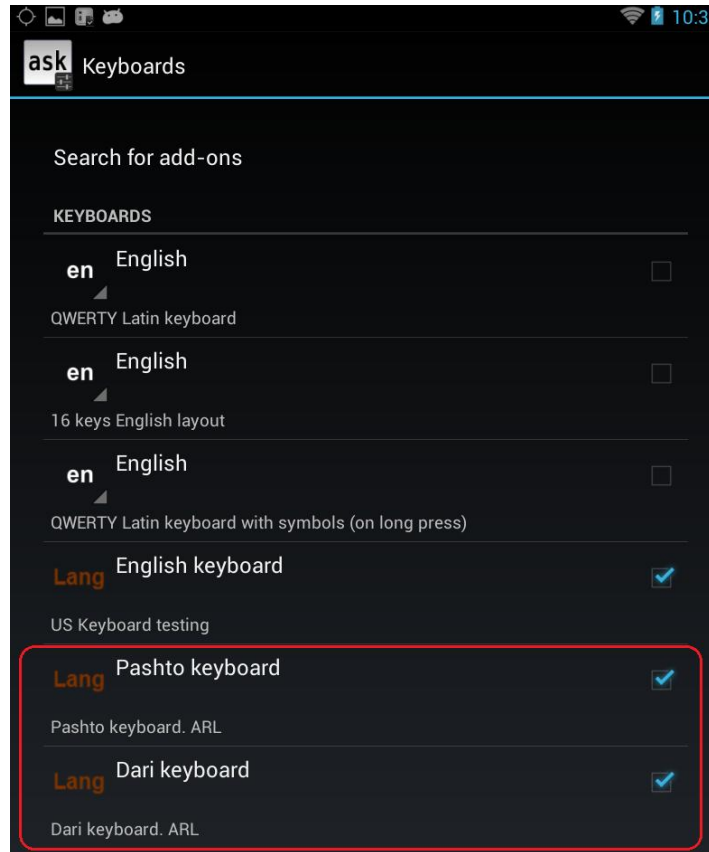 10:3
ask Keyboards
Search for add-ons
KEYBOARDS
en English
QWERTY Latin keyboard
en English
16 keys English layout
en English
QWERTY Latin keyboard with symbols (on long press)
Lang English keyboard
US Keyboard testing
Lang Pashto keyboard
Pashto keyboard. ARL
Lang Dari keyboard
Dari keyboard. ARL